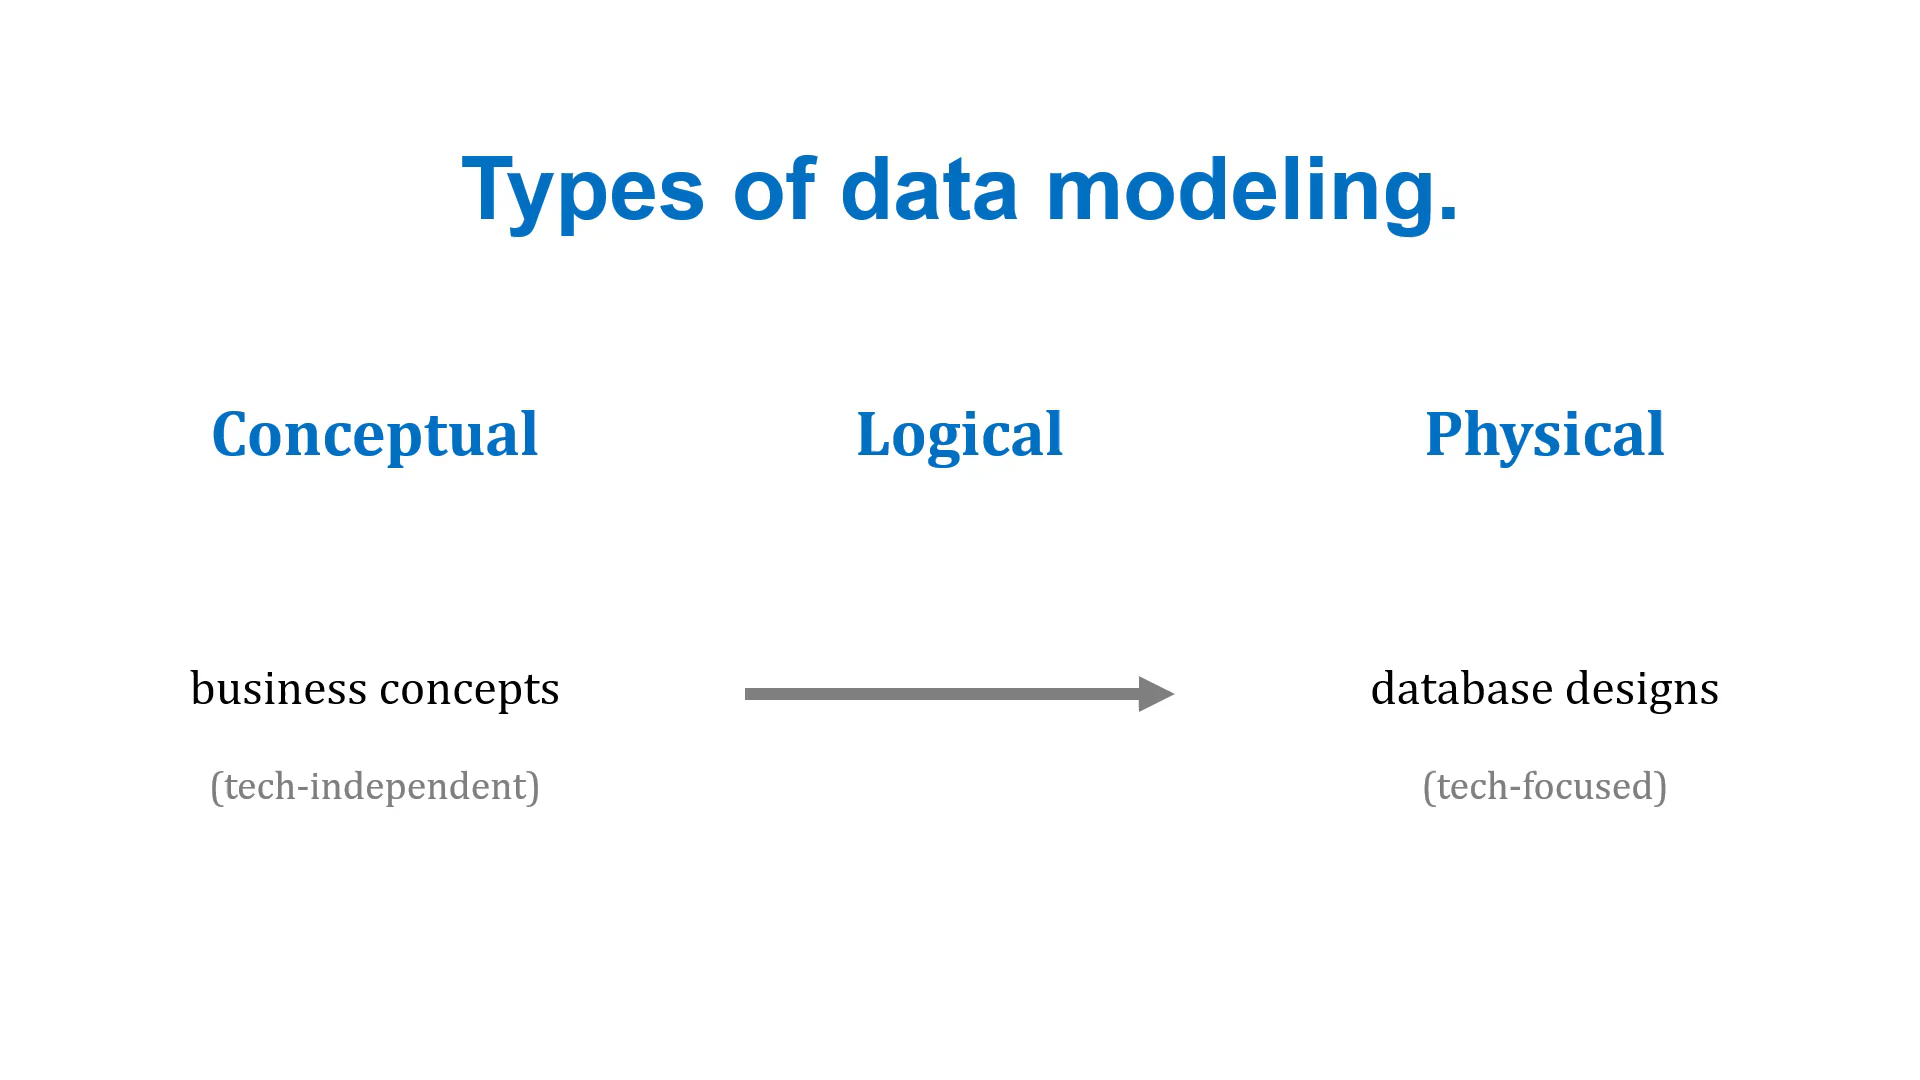 Types of data modeling.
Conceptual Logical Physical
business concepts database designs
(tech-independent) (tech-focused)